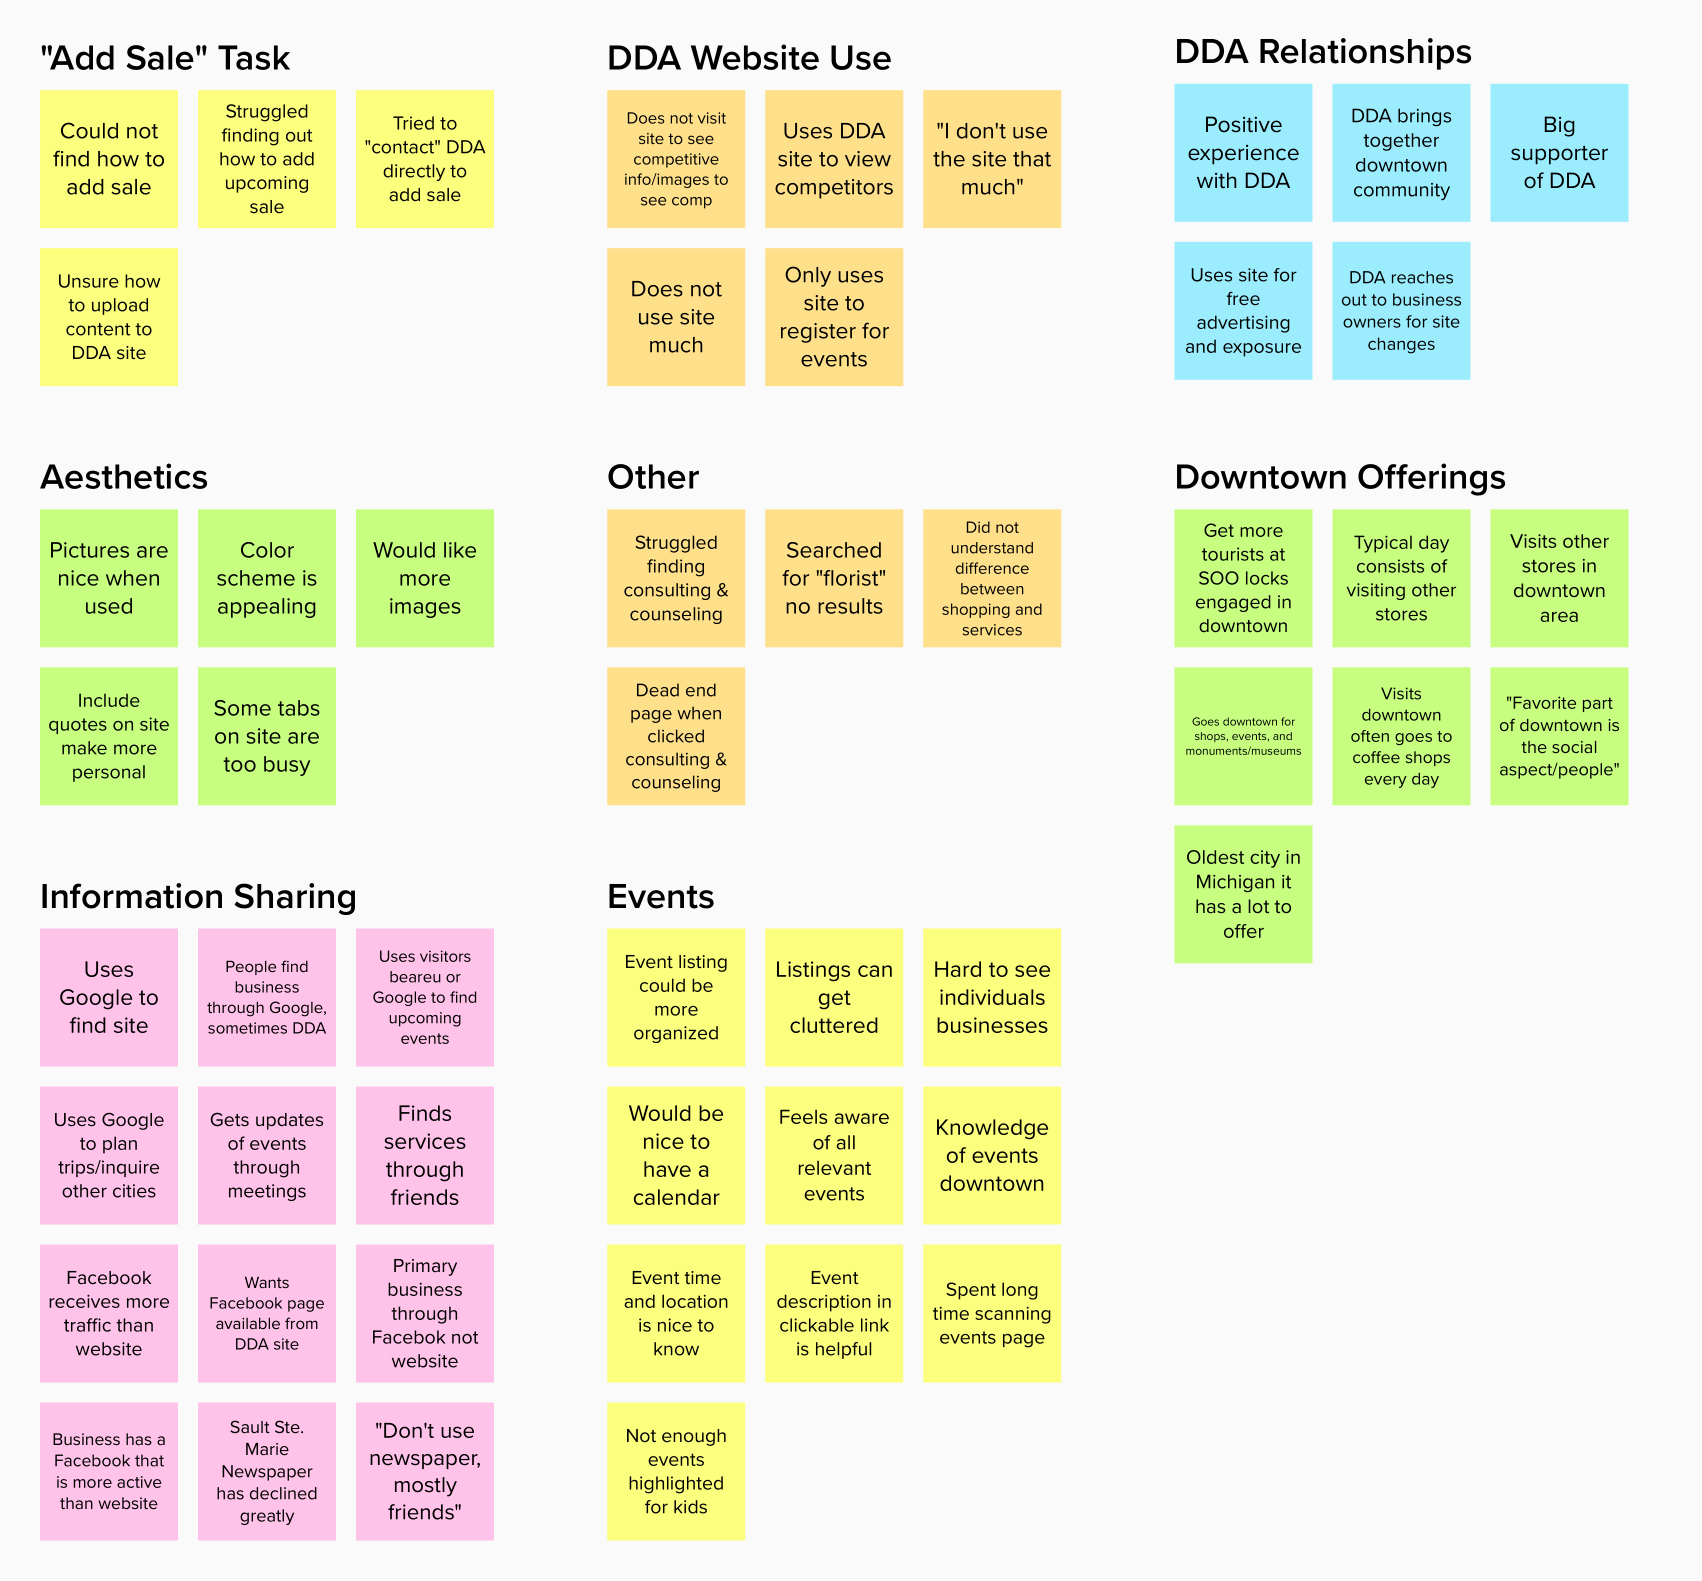 "Add Sale" Task
Could not
find how to
add sale
Struggled
finding out
how to add
upcoming
sale
Tried to
"contact" DDA
directly to
add sale
Unsure how
to upload
content to
DDA site
DDA Website Use
Does not visit
site to see
competitive
info/images to
see comp
Uses DDA
site to view
competitors
"I don't use
the site that
much"
Does not
use site
much
Only uses
site to
register for
events
DDA Relationships
Positive
experience
with DDA
DDA brings
together
downtown
community
Big
supporter
of DDA
Uses site for
free
advertising
and exposure
DDA reaches
out to business
owners for site
changes
Aesthetics
Pictures are
nice when
used
Color
scheme is
appealing
Would like
more
images
Include
quotes on site
make more
personal
Some tabs
on site are
too busy
Other
Struggled
finding
consulting &
counseling
Searched
for "florist"
no results
Did not
understand
difference
between
shopping and
services
Dead end
page when
clicked
consulting &
counseling
Downtown Offerings
Get more
tourists at
SOO locks
engaged in
downtown
Typical day
consists of
visiting other
stores
Visits other
stores in
downtown
area
Goes downtown for
shops, events, and
monuments/museums
Visits
downtown
often goes to
coffee shops
every day
"Favorite part
of downtown is
the social
aspect/people"
Oldest city in
Michigan it
has a lot to
offer
Information Sharing
Uses
Google to
find site
People find
business
through Google,
sometimes DDA
Uses visitors
beareu or
Google to find
upcoming
events
Uses Google
to plan
trips/inquire
other cities
Gets updates
of events
through
meetings
Finds
services
through
friends
Facebook
receives more
traffic than
website
Wants
Facebook page
available from
DDA site
Primary
business
through
Facebok not
website
Business has a
Facebook that
is more active
than website
Sault Ste.
Marie
Newspaper
has declined
greatly
"Don't use
newspaper,
mostly
friends"
Events
Event listing
could be
more
organized
Listings can
get
cluttered
Hard to see
individuals
businesses
Would be
nice to
have a
calendar
Feels aware
of all
relevant
events
Knowledge
of events
downtown
Event time
and location
is nice to
know
Event
description in
clickable link
is helpful
Spent long
time scanning
events page
Not enough
events
highlighted
for kids